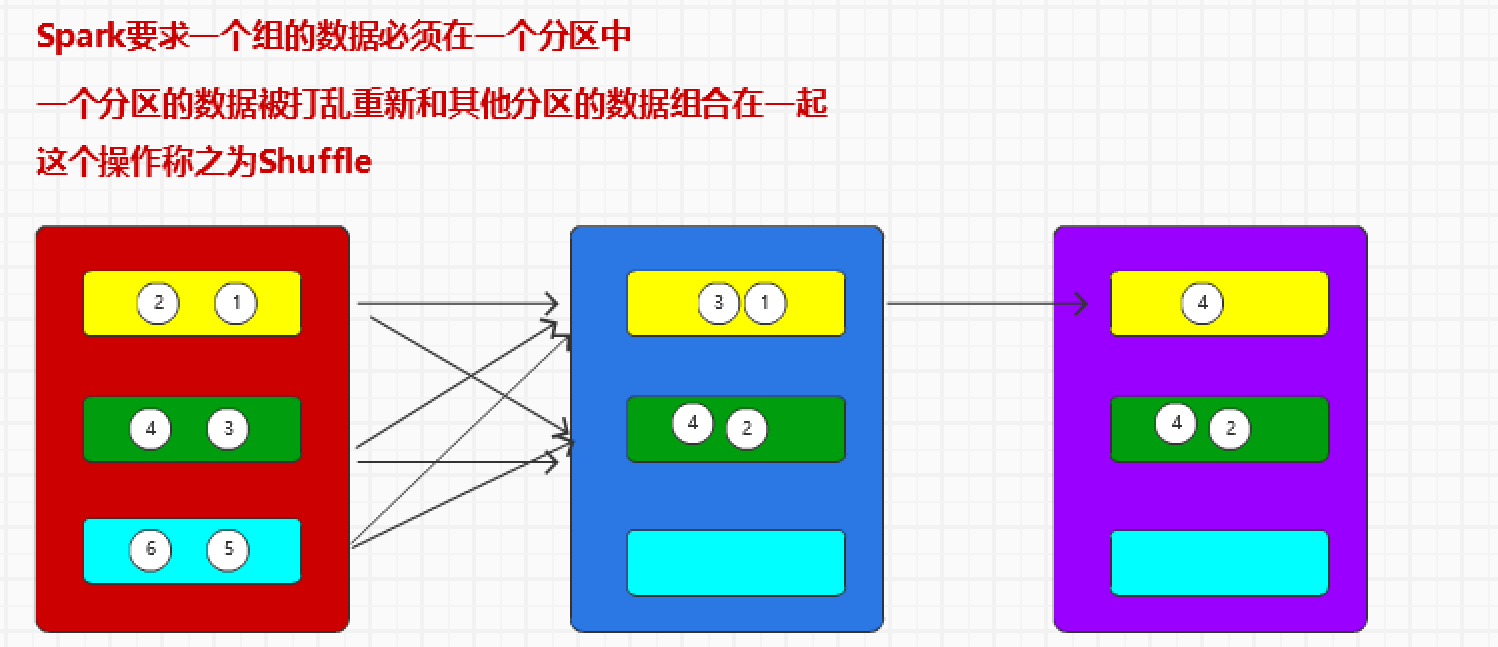 Spark要求一个组的数据必须在一个分区中
一个分区的数据被打乱重新和其他分区的数据组合在一起
这个操作称之为Shuffle
2 1 3 1 4
4 3 4 2 4 2
6 5